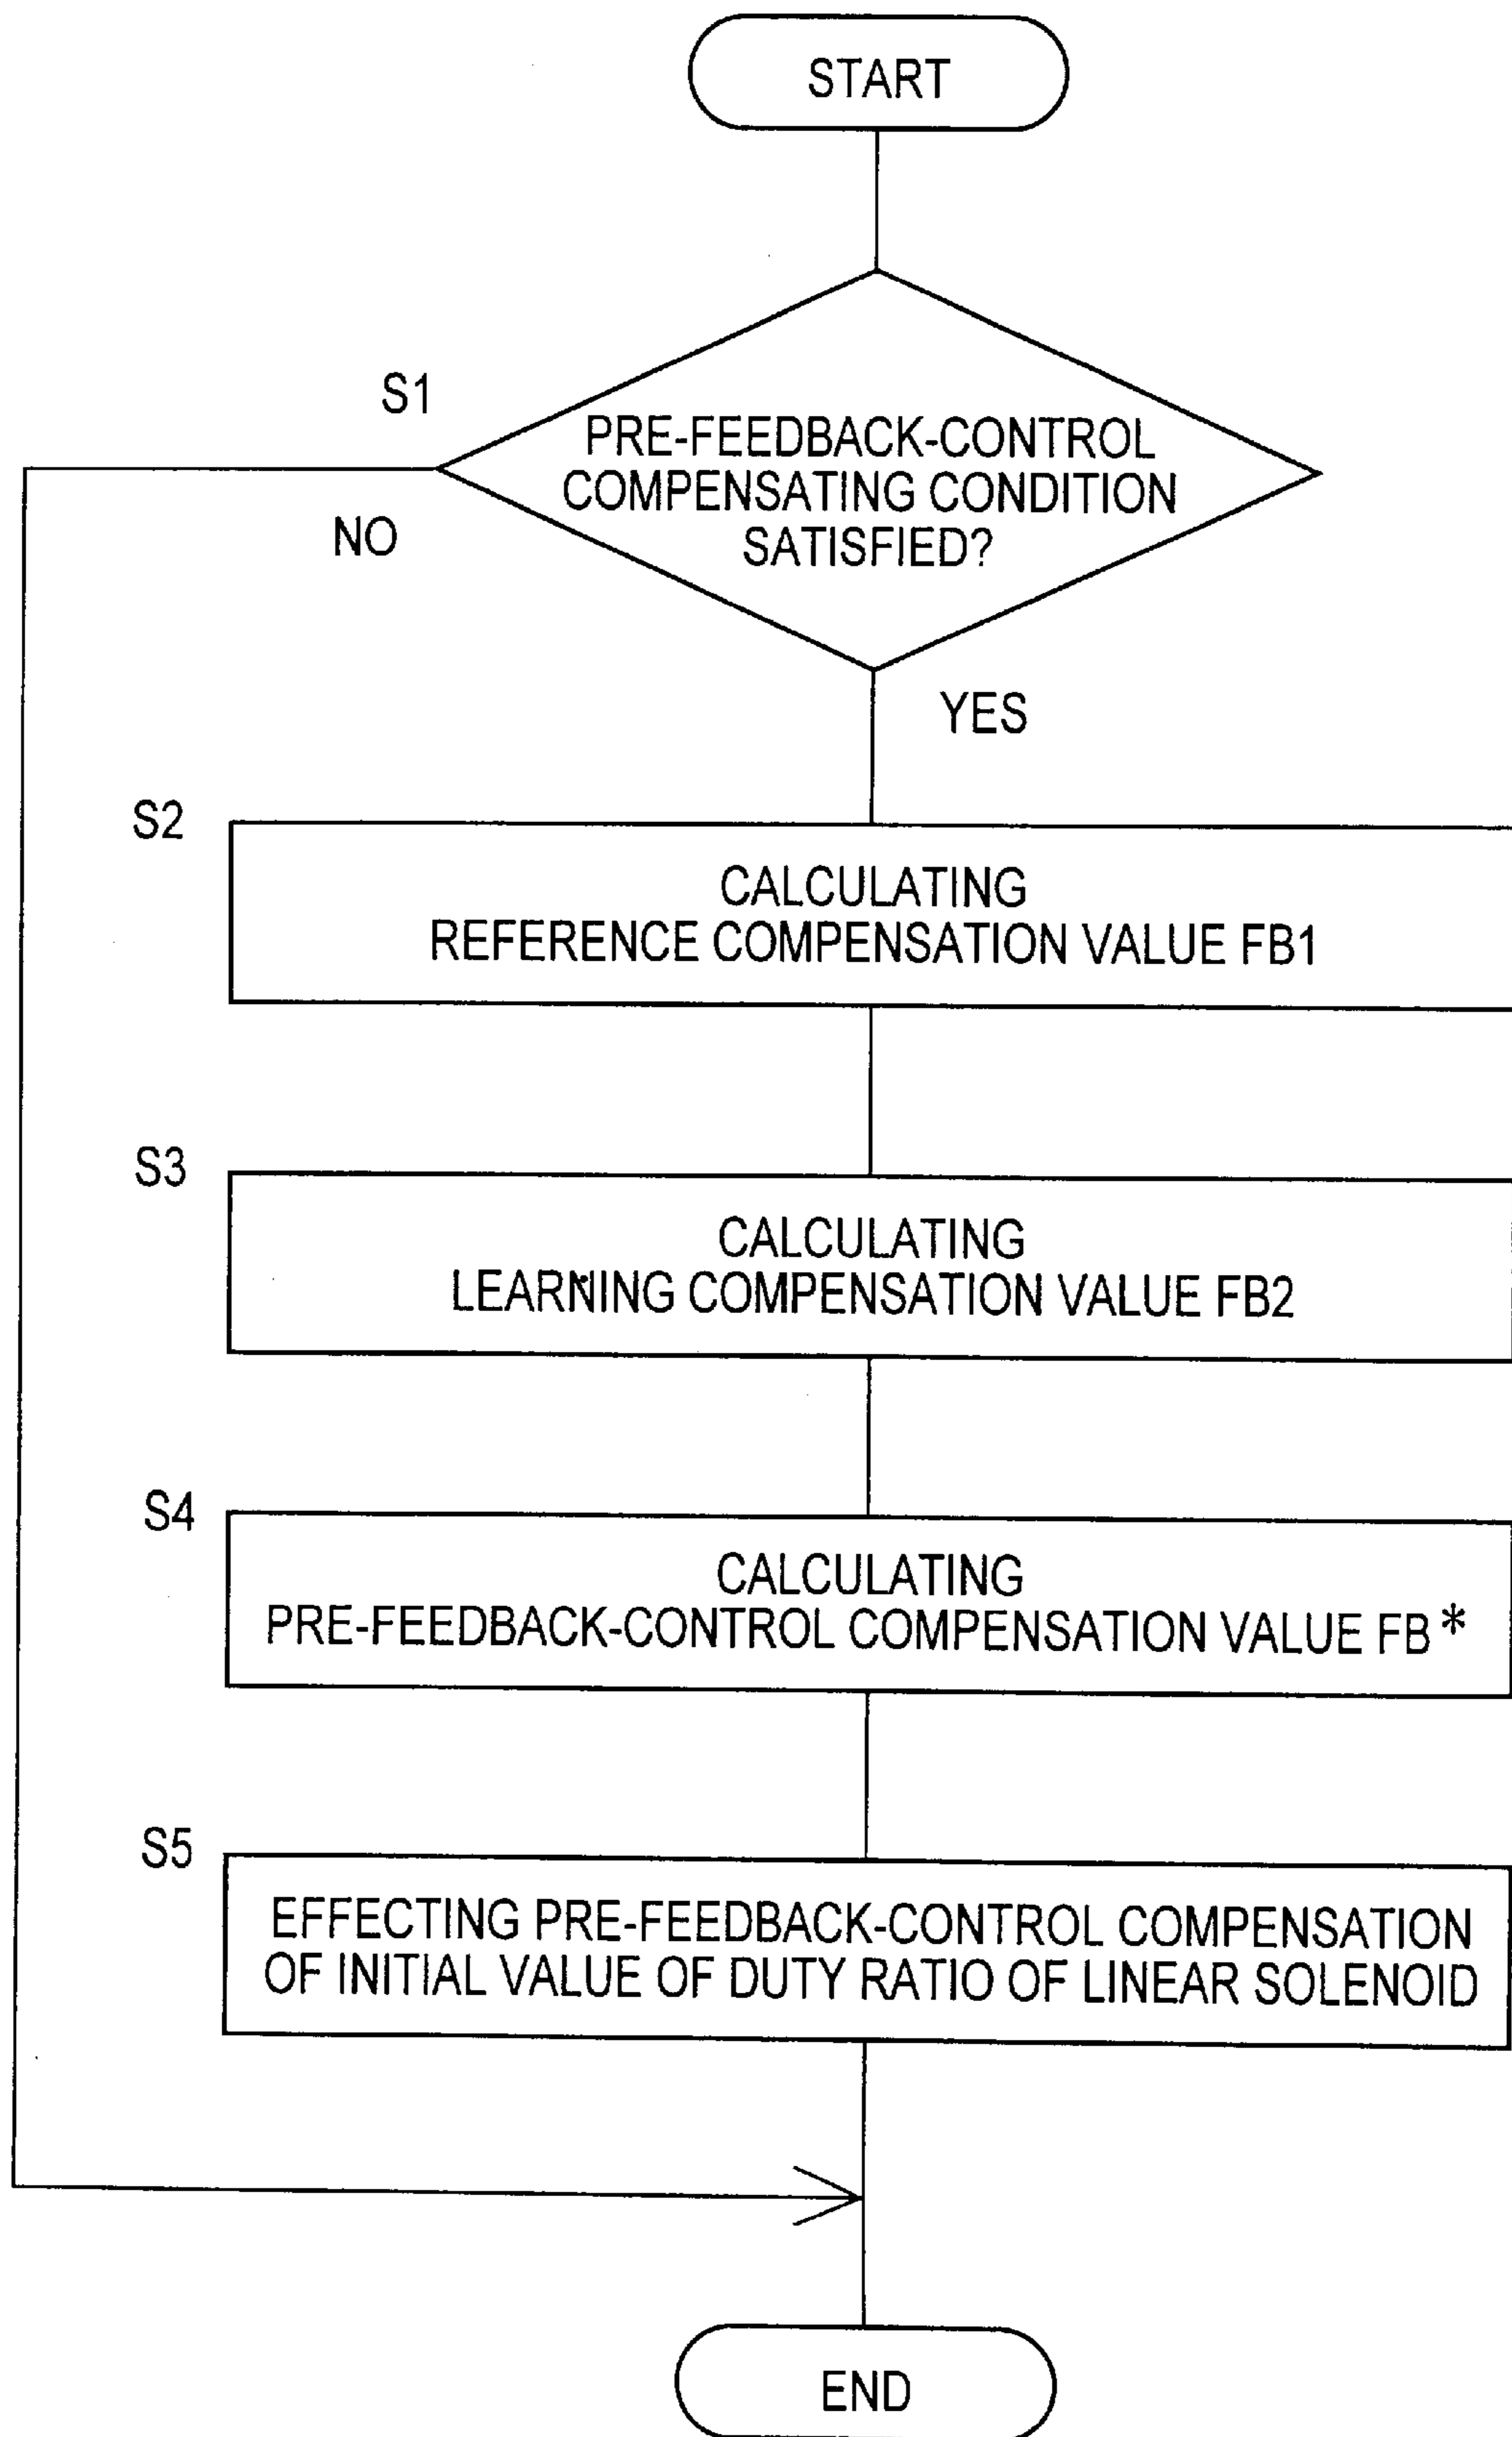 START
S1
PRE-FEEDBACK-CONTROL
COMPENSATING CONDITION
SATISFIED?
NO
YES
S2
CALCULATING
REFERENCE COMPENSATION VALUE FB1
S3
CALCULATING
LEARNING COMPENSATION VALUE FB2
S4
CALCULATING
PRE-FEEDBACK-CONTROL COMPENSATION VALUE FB*
S5
EFFECTING PRE-FEEDBACK-CONTROL COMPENSATION
OF INITIAL VALUE OF DUTY RATIO OF LINEAR SOLENOID
END